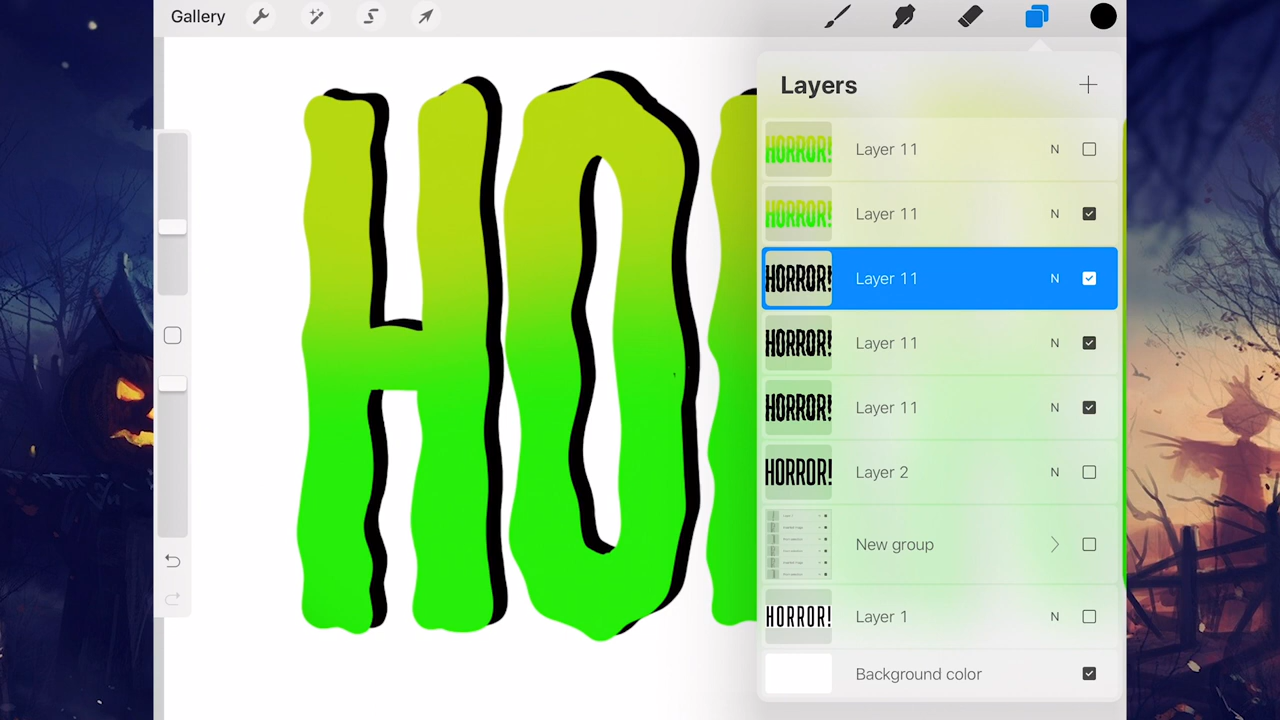 Gallery
HO
Layers
HORROR!
Layer 11
N
HORROR!
Layer 11
N
HORROR!
Layer 11
N
HORROR!
Layer 11
N
HORROR!
Layer 11
N
HORROR!
Layer 2
N
New group
HORROR!
Layer 1
N
Background color